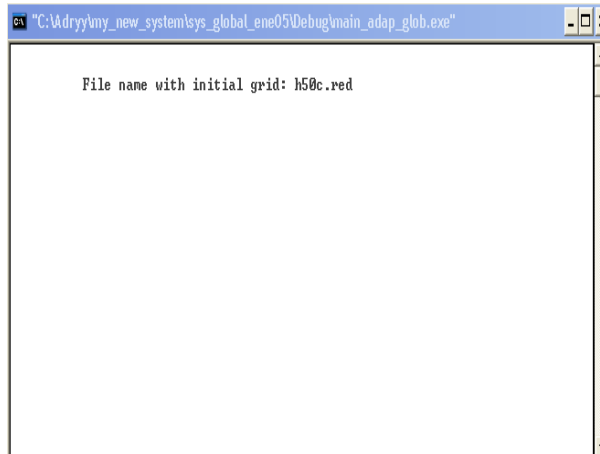 "C:\Adryy\my_new_system\sys_global_ene05\Debug\main_adap_glob.exe"
File name with initial grid: h50c.red